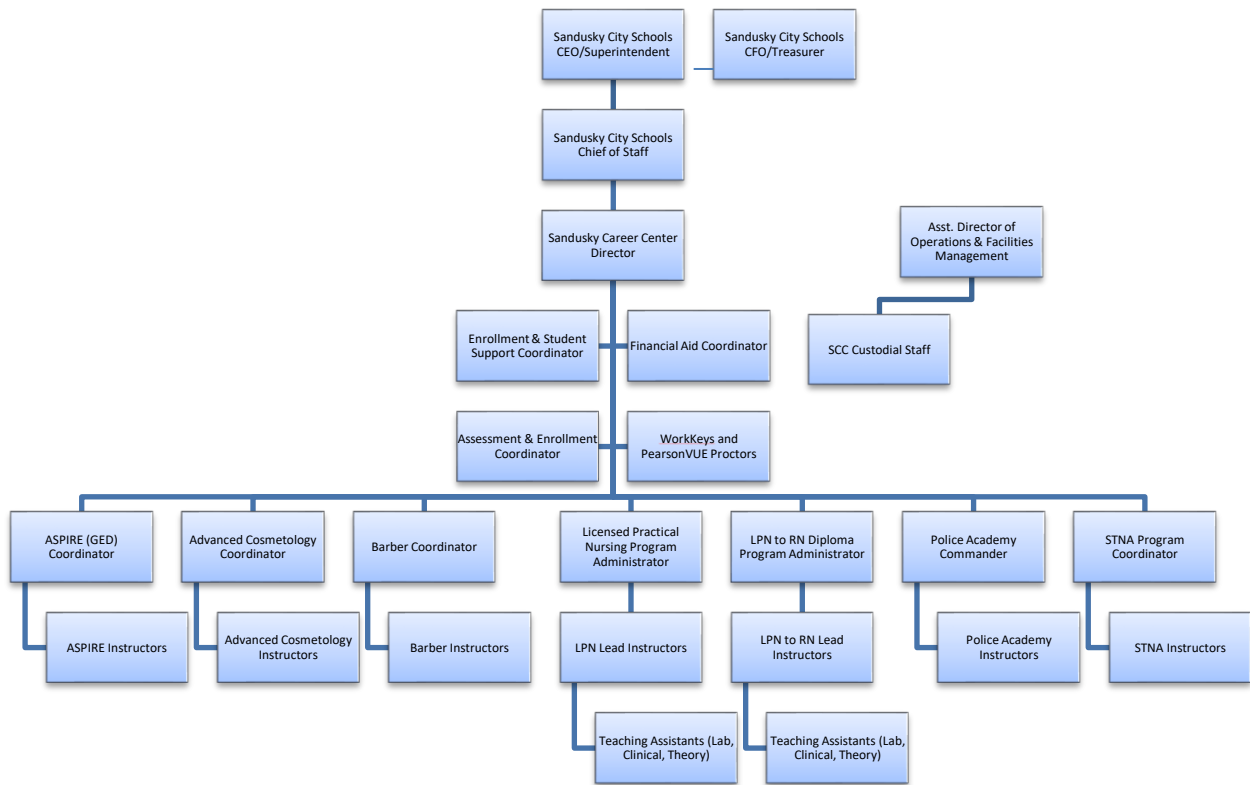 Sandusky City Schools
CEO/Superintendent
Sandusky City Schools
CFO/Treasurer
Sandusky City Schools
Chief of Staff
Sandusky Career Center
Director
Asst. Director of
Operations & Facilities
Management
Enrollment & Student
Support Coordinator
Financial Aid Coordinator
SCC Custodial Staff
Assessment & Enrollment
Coordinator
WorkKeys and
PearsonVUE Proctors
ASPIRE (GED)
Coordinator
Advanced Cosmetology
Coordinator
Barber Coordinator
Licensed Practical
Nursing Program
Administrator
LPN to RN Diploma
Program Administrator
Police Academy
Commander
STNA Program
Coordinator
ASPIRE Instructors
Advanced Cosmetology
Instructors
Barber Instructors
LPN Lead Instructors
LPN to RN Lead
Instructors
Police Academy
Instructors
STNA Instructors
Teaching Assistants (Lab,
Clinical, Theory)
Teaching Assistants (Lab,
Clinical, Theory)